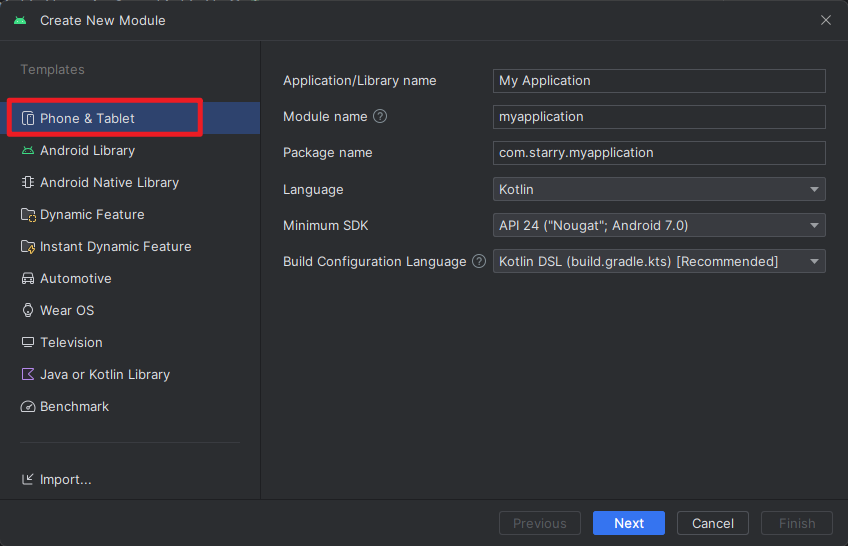 Create New Module
Templates
Phone & Tablet
Android Library
Android Native Library
Dynamic Feature
Instant Dynamic Feature
Automotive
Wear OS
Television
Java or Kotlin Library
Benchmark
Import...
Application/Library name My Application
Module name ? myapplication
Package name com.starry.myapplication
Language Kotlin
Minimum SDK API 24 ("Nougat"; Android 7.0)
Build Configuration Language ? Kotlin DSL (build.gradle.kts) [Recommended]
Previous Next Cancel Finish